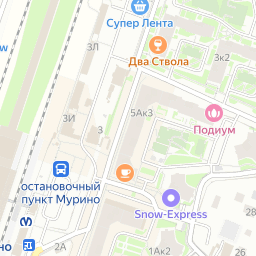 Супер Лента
3Л
w
Два Ствола
3к2
5Ак3
3И
3
Подиум
остановочный
пункт Мурино
Snow-Express
но
2А
1Ак2
28
26